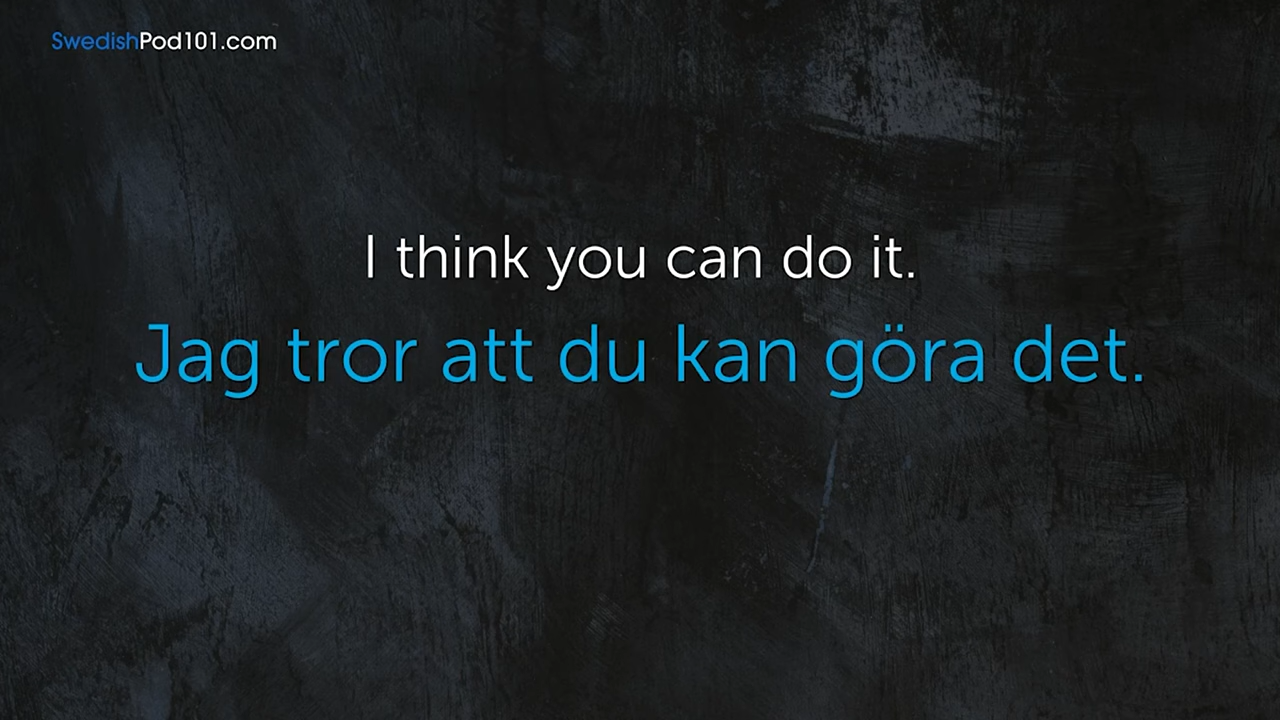 SwedishPod101.com
I think you can do it.
Jag tror att du kan göra det.